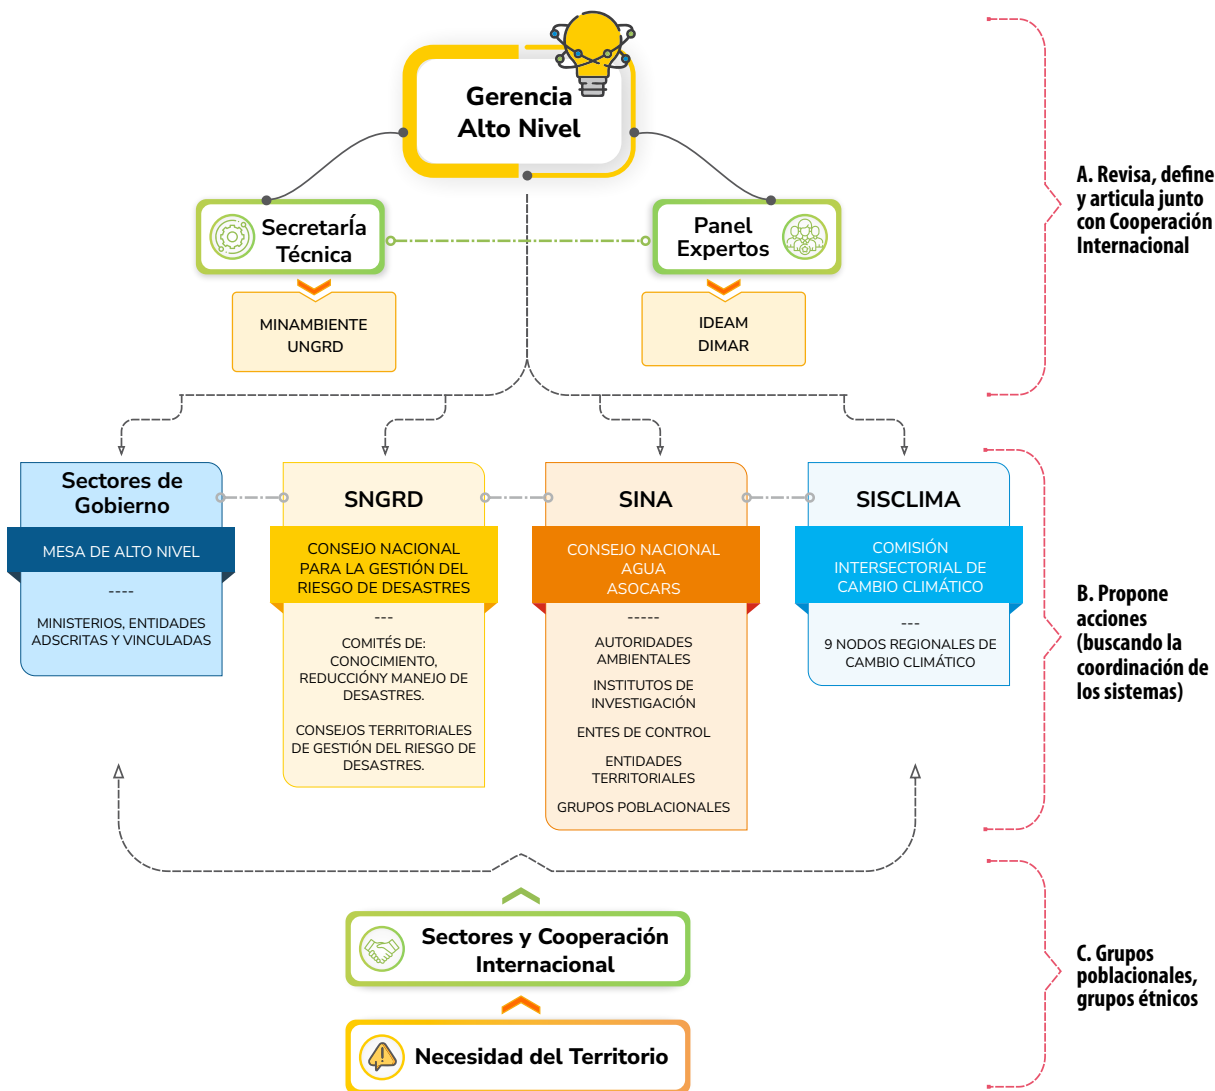 Gerencia
Alto Nivel
SecretarÍa
Técnica
Panel
Expertos
MINAMBIENTE
UNGRD
IDEAM
DIMAR
A. Revisa, define
y articula junto
con Cooperación
Internacional
Sectores de
Gobierno
MESA DE ALTO NIVEL
----
MINISTERIOS, ENTIDADES
ADSCRITAS Y VINCULADAS
SNGRD
CONSEJO NACIONAL
PARA LA GESTIÓN DEL
RIESGO DE DESASTRES
---
COMITÉS DE:
CONOCIMIENTO,
REDUCCIÓNY MANEJO DE
DESASTRES.
CONSEJOS TERRITORIALES
DE GESTIÓN DEL RIESGO DE
DESASTRES.
SINA
CONSEJO NACIONAL
AGUA
ASOCARS
-----
AUTORIDADES
AMBIENTALES
INSTITUTOS DE
INVESTIGACIÓN
ENTES DE CONTROL
ENTIDADES
TERRITORIALES
GRUPOS POBLACIONALES
SISCLIMA
COMISIÓN
INTERSECTORIAL DE
CAMBIO CLIMÁTICO
---
9 NODOS REGIONALES DE
CAMBIO CLIMÁTICO
B. Propone
acciones
(buscando la
coordinación de
los sistemas)
Sectores y Cooperación
Internacional
Necesidad del Territorio
C. Grupos
poblacionales,
grupos étnicos